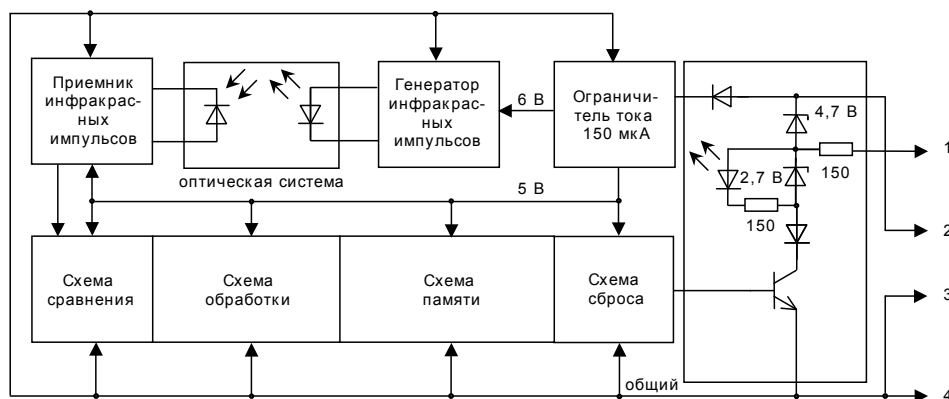 Приемник
инфракрас-
ных
импульсов
оптическая система
Генератор
инфракрас-
ных
импульсов
6 В
Ограничи-
тель тока
150 мкА
4,7 В
2,7 В
150
150
1
2
3
4
5 В
Схема
сравнения
Схема
обработки
Схема
памяти
Схема
сброса
общий